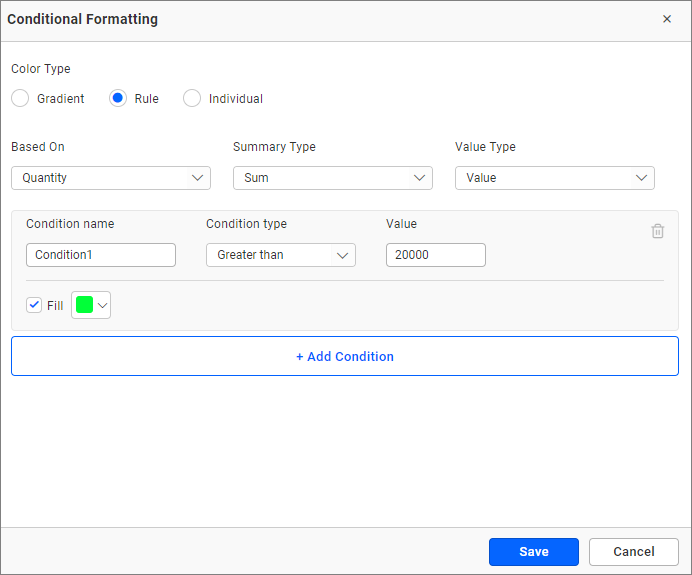 Conditional Formatting
Color Type
Gradient Rule Individual
Based On Summary Type Value Type
Quantity Sum Value
Condition name Condition type Value
Condition1 Greater than 20000
Fill
+ Add Condition
Save Cancel